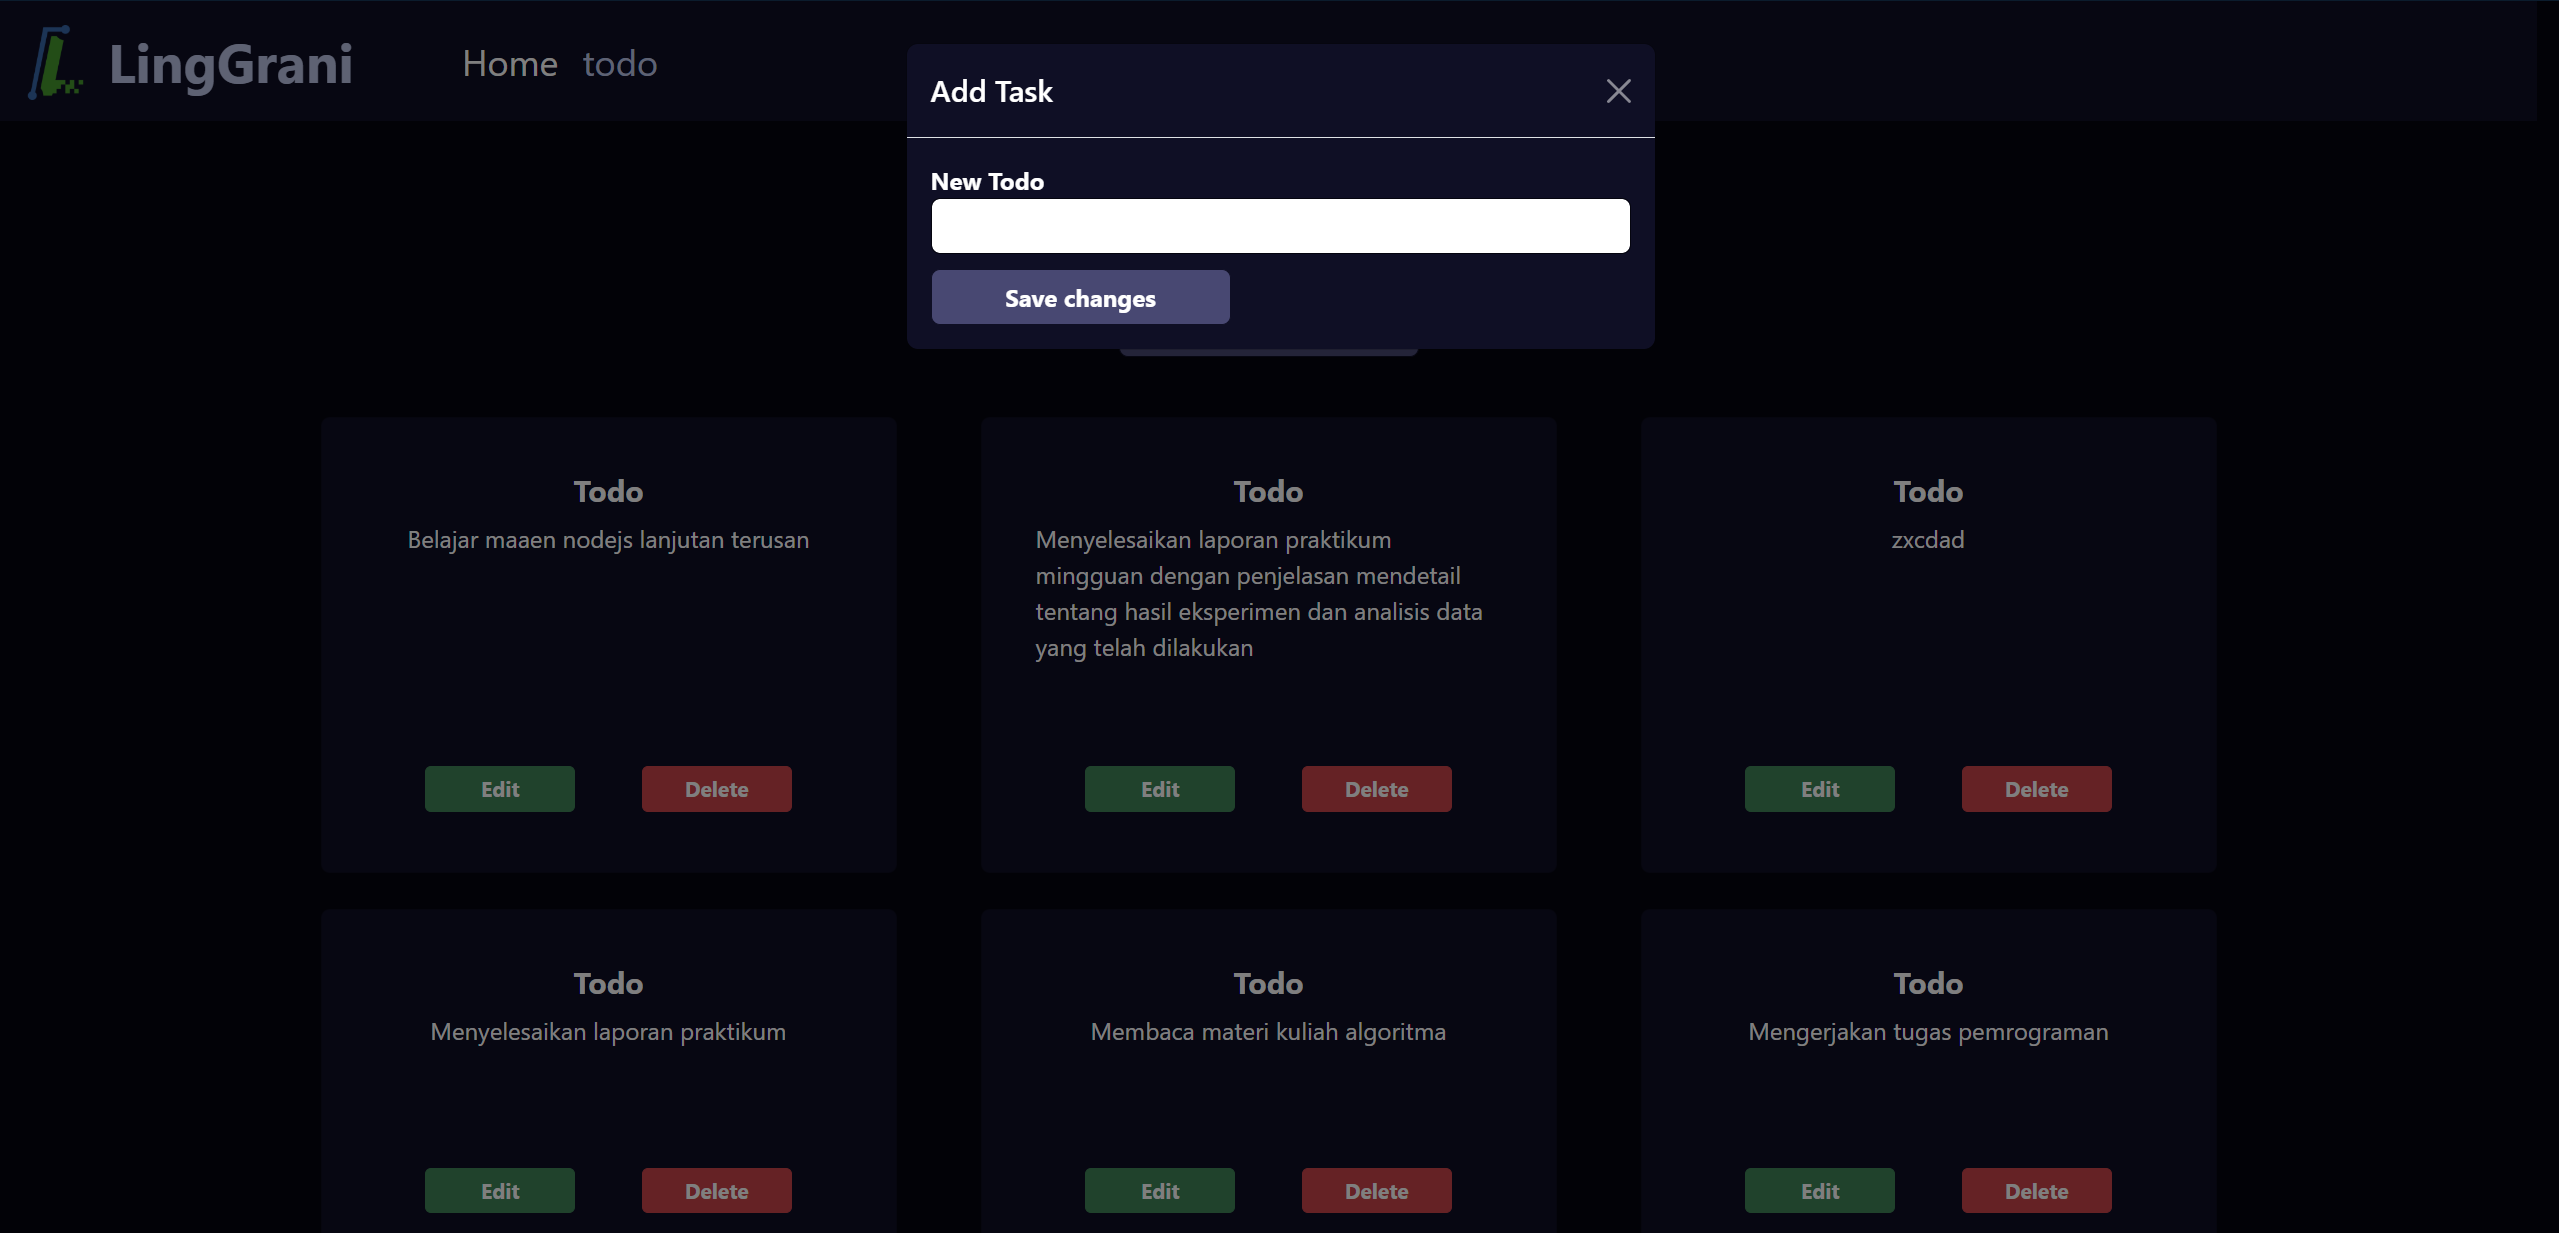 LingGrani
Home todo
Add Task
New Todo
Save changes
Todo
Belajar maaen nodejs lanjutan terusan
Edit Delete
Todo
Menyelesaikan laporan praktikum
mingguan dengan penjelasan mendetail
tentang hasil eksperimen dan analisis data
yang telah dilakukan
Edit Delete
Todo
zxcdad
Edit Delete
Todo
Menyelesaikan laporan praktikum
Edit Delete
Todo
Membaca materi kuliah algoritma
Edit Delete
Todo
Mengerjakan tugas pemrograman
Edit Delete